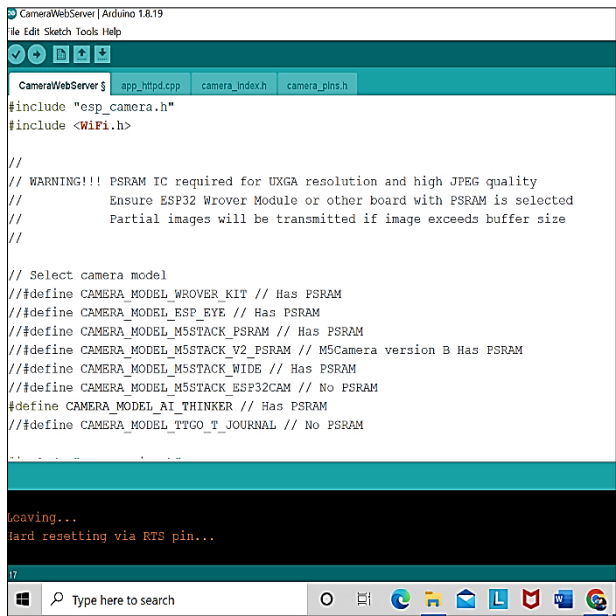 CameraWebServer | Arduino 1.8.19
File Edit Sketch Tools Help
CameraWebServer § app_httpd.cpp camera_index.h camera_pins.h
#include "esp_camera.h"
#include <WiFi.h>
//
// WARNING!!! PSRAM IC required for UXGA resolution and high JPEG quality
// Ensure ESP32 Wrover Module or other board with PSRAM is selected
// Partial images will be transmitted if image exceeds buffer size
//
// Select camera model
//#define CAMERA_MODEL_WROVER_KIT // Has PSRAM
//#define CAMERA_MODEL_ESP_EYE // Has PSRAM
//#define CAMERA_MODEL_M5STACK_PSRAM // Has PSRAM
//#define CAMERA_MODEL_M5STACK_V2_PSRAM // M5Camera version B Has PSRAM
//#define CAMERA_MODEL_M5STACK_WIDE // Has PSRAM
//#define CAMERA_MODEL_M5STACK_ESP32CAM // No PSRAM
#define CAMERA_MODEL_AI_THINKER // Has PSRAM
//#define CAMERA_MODEL_TTGO_T_JOURNAL // No PSRAM
Leaving...
Hard resetting via RTS pin...
17
Type here to search